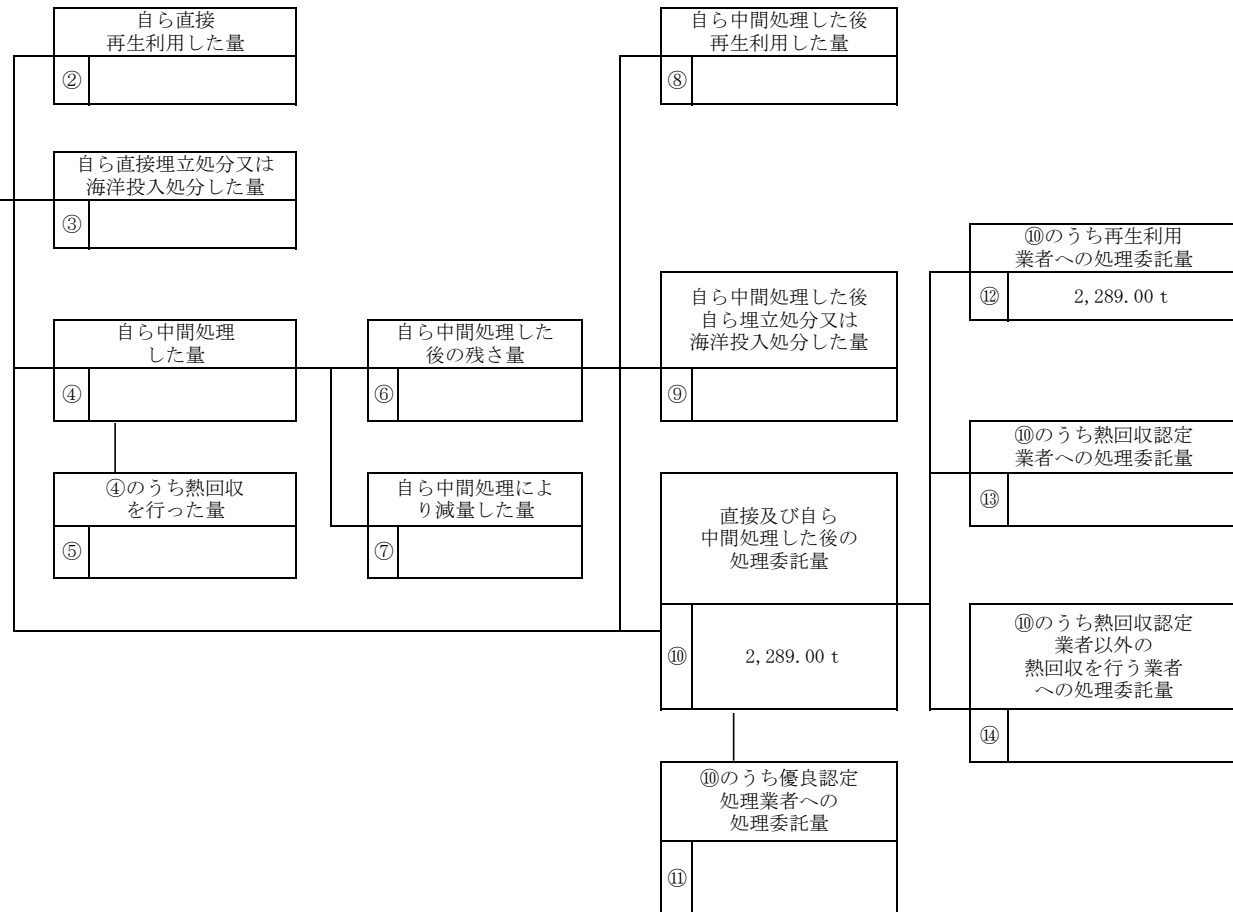 自ら直接
再生利用した量
②
自ら中間処理した後
再生利用した量
⑧
自ら直接埋立処分又は
海洋投入処分した量
③
⑩のうち再生利用
業者への処理委託量
⑫ 2,289.00 t
自ら中間処理
した量
④
自ら中間処理した
後の残さ量
⑥
自ら中間処理した後
自ら埋立処分又は
海洋投入処分した量
⑨
⑩のうち熱回収認定
業者への処理委託量
⑬
④のうち熱回収
を行った量
⑤
自ら中間処理によ
り減量した量
⑦
直接及び自ら
中間処理した後の
処理委託量
⑩ 2,289.00 t
⑩のうち熱回収認定
業者以外の
熱回収を行う業者
への処理委託量
⑭
⑩のうち優良認定
処理業者への
処理委託量
⑪